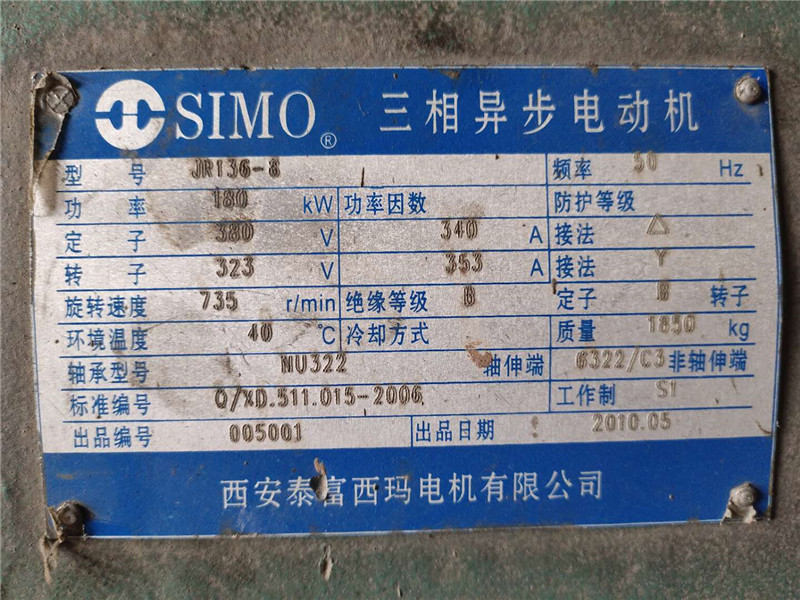 SIMO® 三相异步电动机
型号 JR136-8 频率 50 Hz
功率 180 kW 功率因数 防护等级
定子 380 V 340 A 接法 △
转子 323 V 353 A 接法 Y
旋转速度 735 r/min 绝缘等级 B 定子 B 转子
环境温度 40 ℃ 冷却方式 质量 1850 kg
轴承型号 NU322 轴伸端 6322/C3 非轴伸端
标准编号 Q/XD.511.015-2006 工作制 S1
出品编号 005001 出品日期 : 2010.05
西安泰富西玛电机有限公司